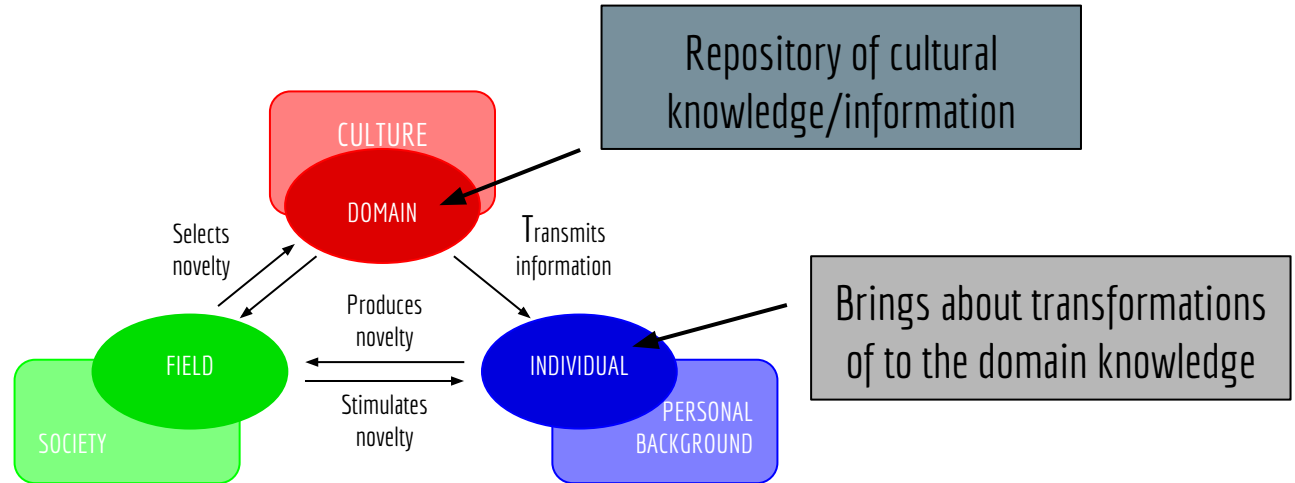 Repository of cultural
knowledge/information
CULTURE
DOMAIN
Selects
novelty
Transmits
information
Produces
novelty
Brings about transformations
of to the domain knowledge
FIELD
INDIVIDUAL
Stimulates
novelty
SOCIETY
PERSONAL
BACKGROUND